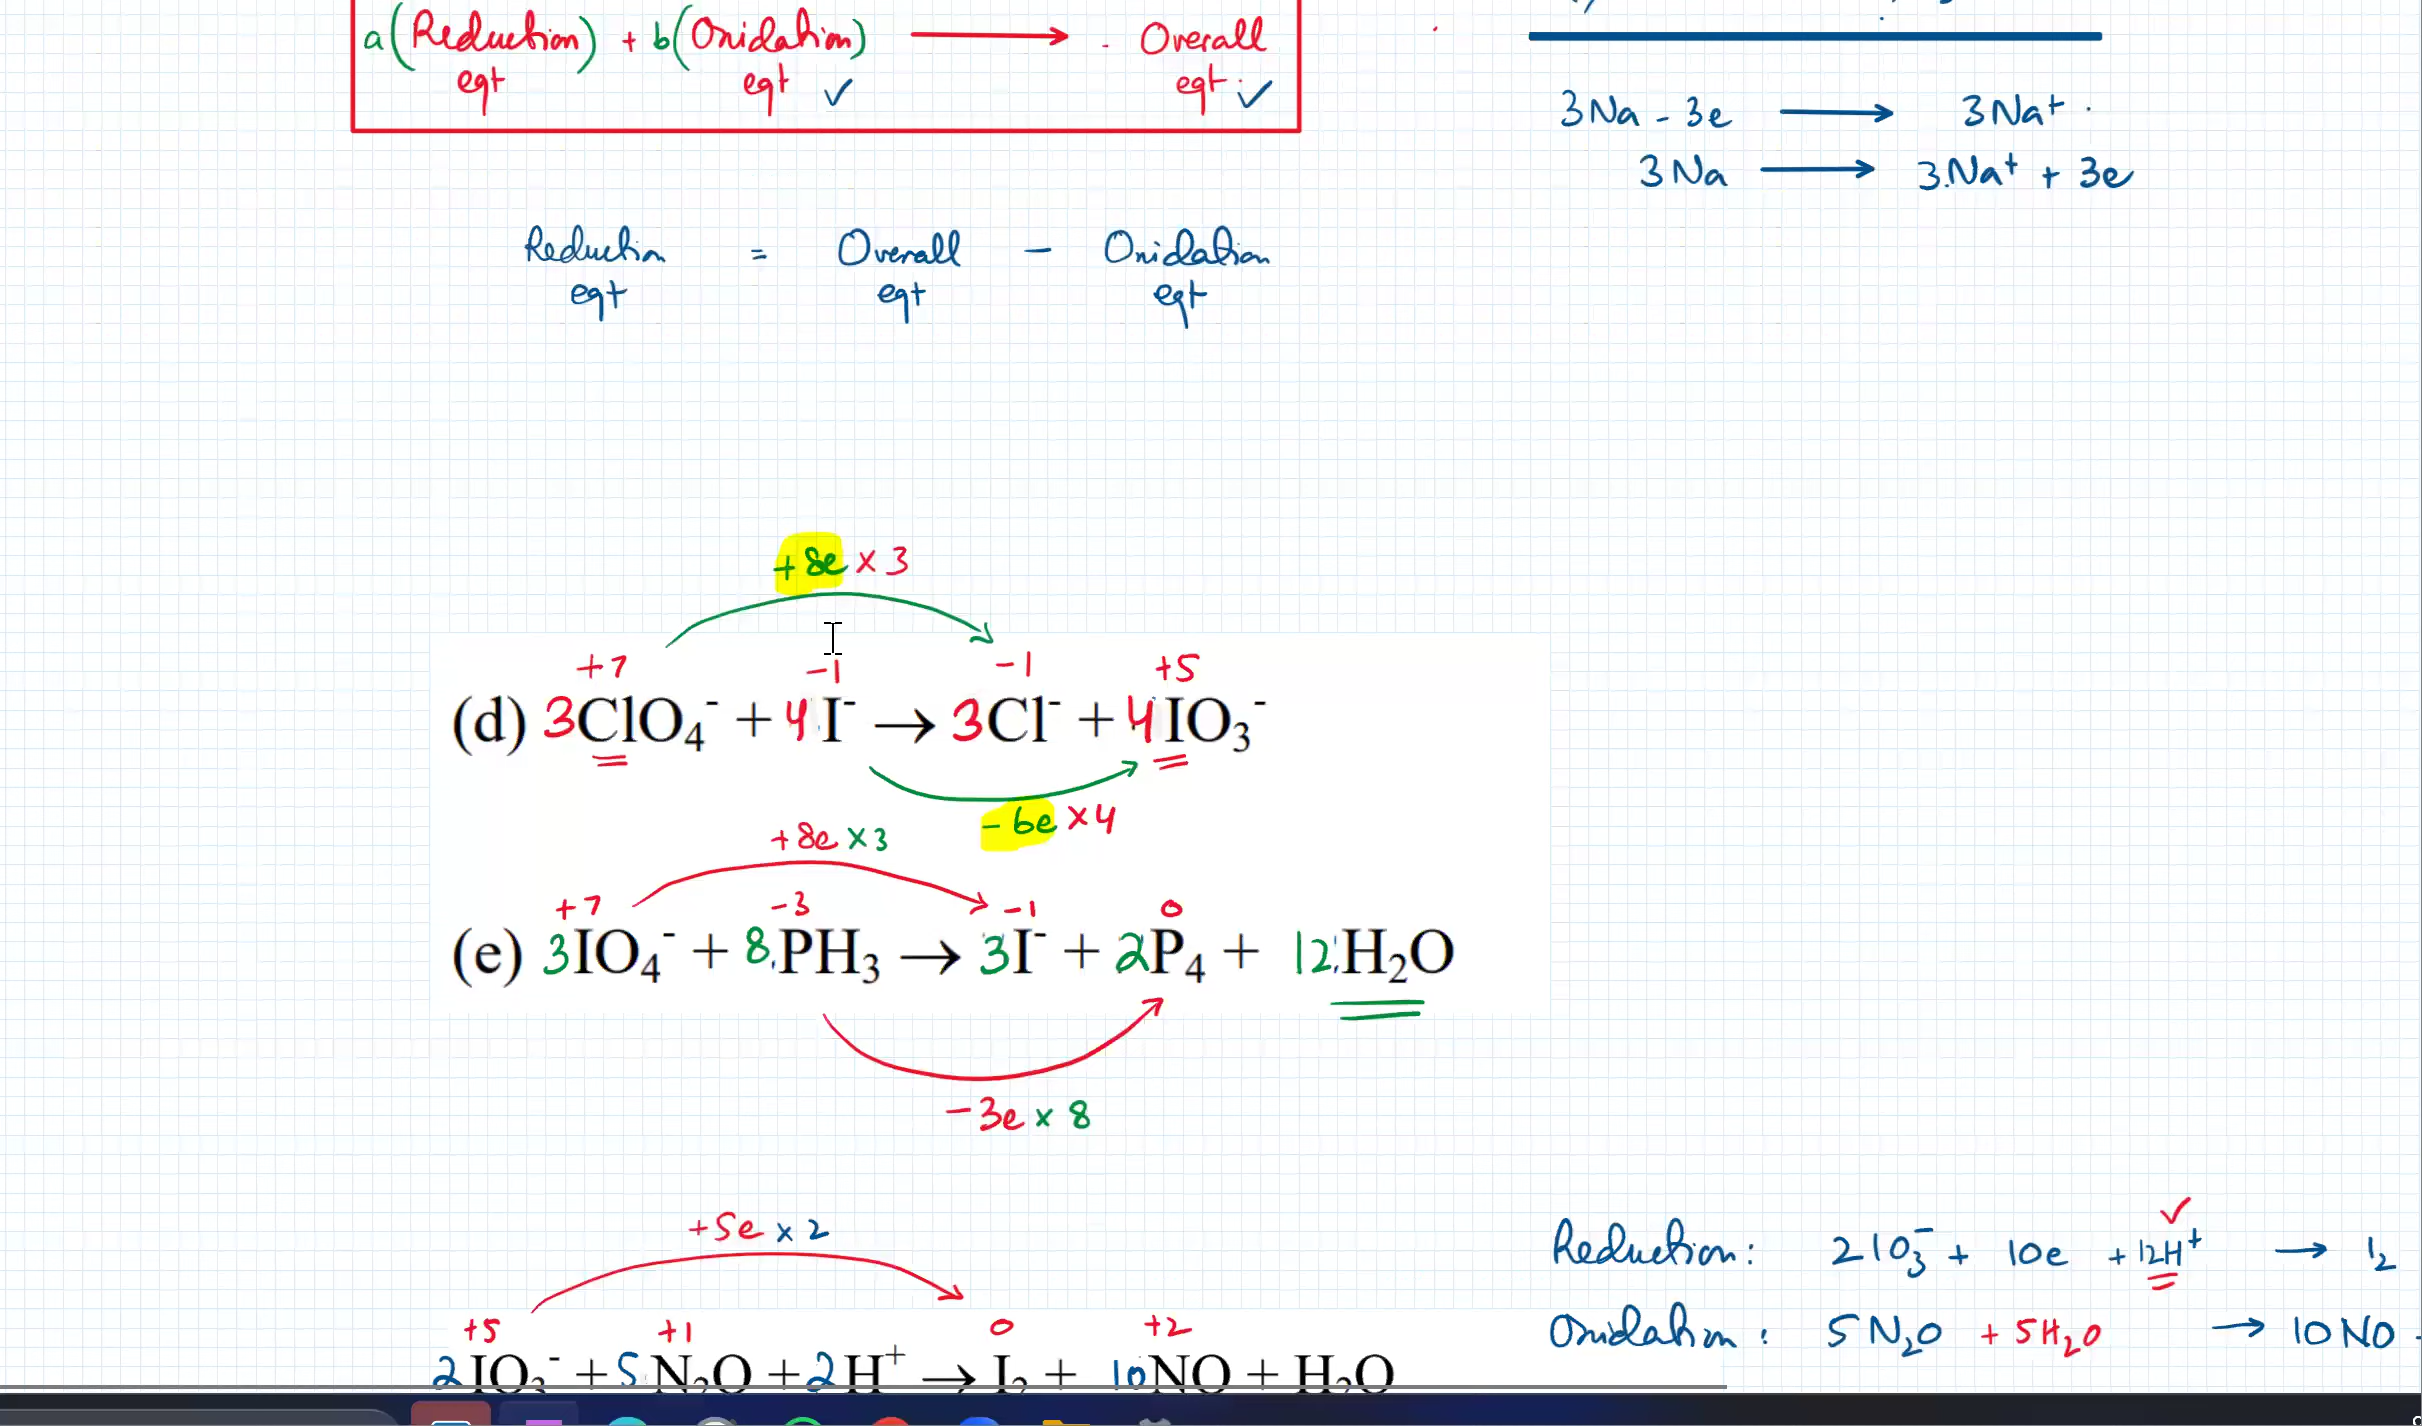 a(Reduction) + b(Oxidation) ⟶ Overall
eqt eqt ✓ eqt ✓
3Na - 3e ⟶ 3Na⁺
3Na ⟶ 3Na⁺ + 3e
Reduction = Overall - Oxidation
eqt eqt eqt
+8e × 3
+7 -1 -1 +5
(d) 3ClO₄⁻ + 4I⁻ → 3Cl⁻ + 4IO₃⁻
-6e × 4
+8e × 3
+7 -3 -1 0
(e) 3IO₄⁻ + 8PH₃ → 3I⁻ + 2P₄ + 12H₂O
-3e × 8
+5e × 2
+5 +1 0 +2
2IO₃⁻ + 5N₂O + 2H⁺ → I₂ + 10NO + H₂O
✓
Reduction: 2IO₃⁻ + 10e + 12H⁺ → I₂
Oxidation: 5N₂O + 5H₂O → 10NO